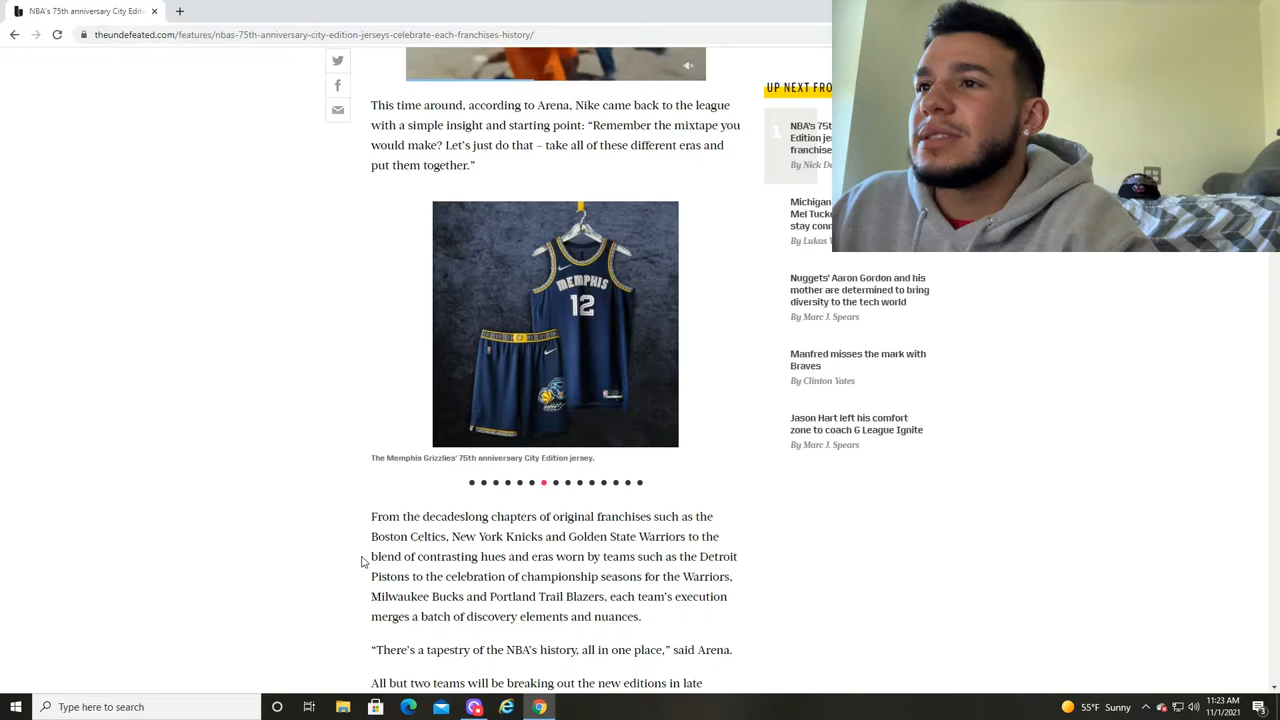 NBA's 75th Anniversary City Edi
theundefeated.com/features/nbas-75th-anniversary-city-edition-jerseys-celebrate-each-franchises-history/
This time around, according to Arena, Nike came back to the league
with a simple insight and starting point: “Remember the mixtape you
would make? Let’s just do that – take all of these different eras and
put them together.”
MEMPHIS
12
The Memphis Grizzlies’ 75th anniversary City Edition jersey.
From the decadeslong chapters of original franchises such as the
Boston Celtics, New York Knicks and Golden State Warriors to the
blend of contrasting hues and eras worn by teams such as the Detroit
Pistons to the celebration of championship seasons for the Warriors,
Milwaukee Bucks and Portland Trail Blazers, each team’s execution
merges a batch of discovery elements and nuances.
“There’s a tapestry of the NBA’s history, all in one place,” said Arena.
All but two teams will be breaking out the new editions in late
UP NEXT FRO
1
NBA's 75t
Edition je
franchise
By Nick De
Michigan
Mel Tucke
stay conn
By Lukas
Nuggets’ Aaron Gordon and his
mother are determined to bring
diversity to the tech world
By Marc J. Spears
Manfred misses the mark with
Braves
By Clinton Yates
Jason Hart left his comfort
zone to coach G League Ignite
By Marc J. Spears
Type here to search
55°F Sunny
11:23 AM
11/1/2021